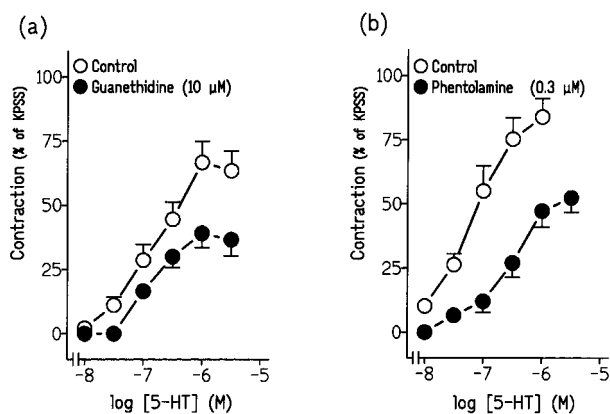 (a)
Contraction (% of KPSS)
100
75
50
25
0
Control
Guanethidine (10 μM)
-8
-7
-6
-5
log [5-HT] (M)
(b)
Contraction (% of KPSS)
100
75
50
25
0
Control
Phentolamine (0.3 μM)
-8
-7
-6
-5
log [5-HT] (M)